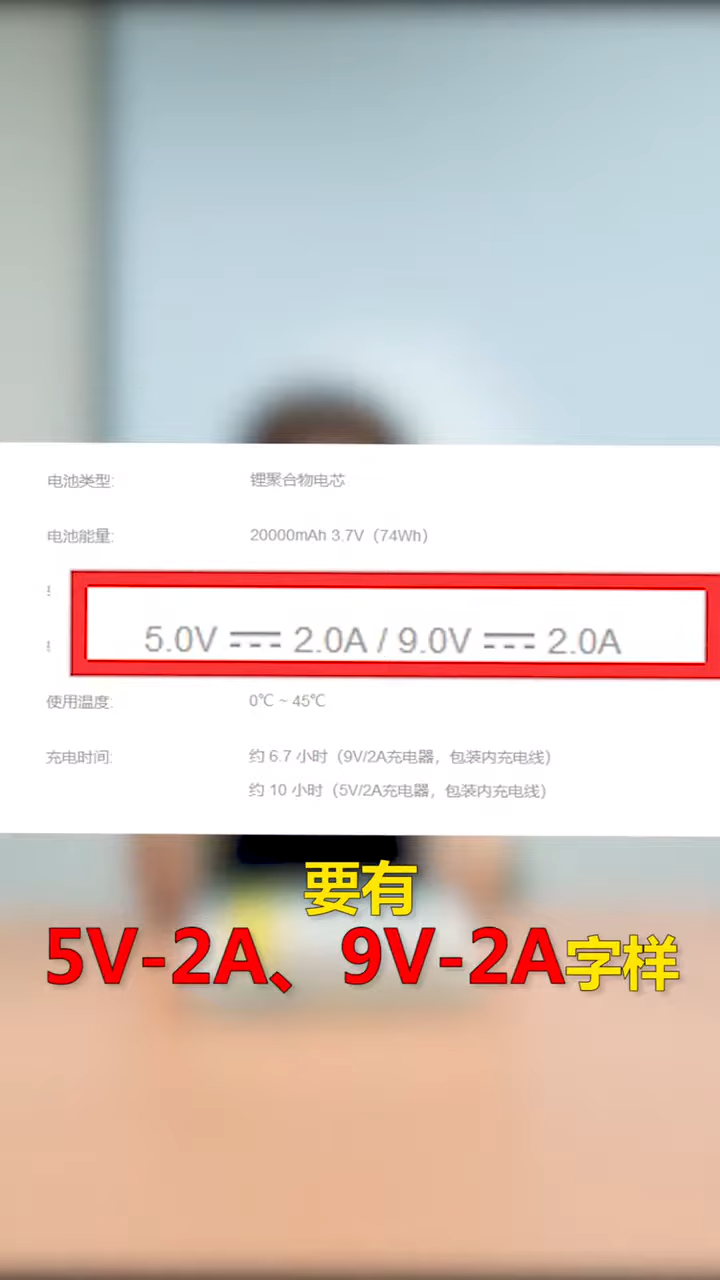 电池类型: 锂聚合物电芯
电池能量: 20000mAh 3.7V（74Wh）
5.0V ⎓ 2.0A / 9.0V ⎓ 2.0A
使用温度: 0℃ ~ 45℃
充电时间: 约 6.7 小时（9V/2A充电器，包装内充电线）
约 10 小时（5V/2A充电器，包装内充电线）
要有
5V-2A、9V-2A字样